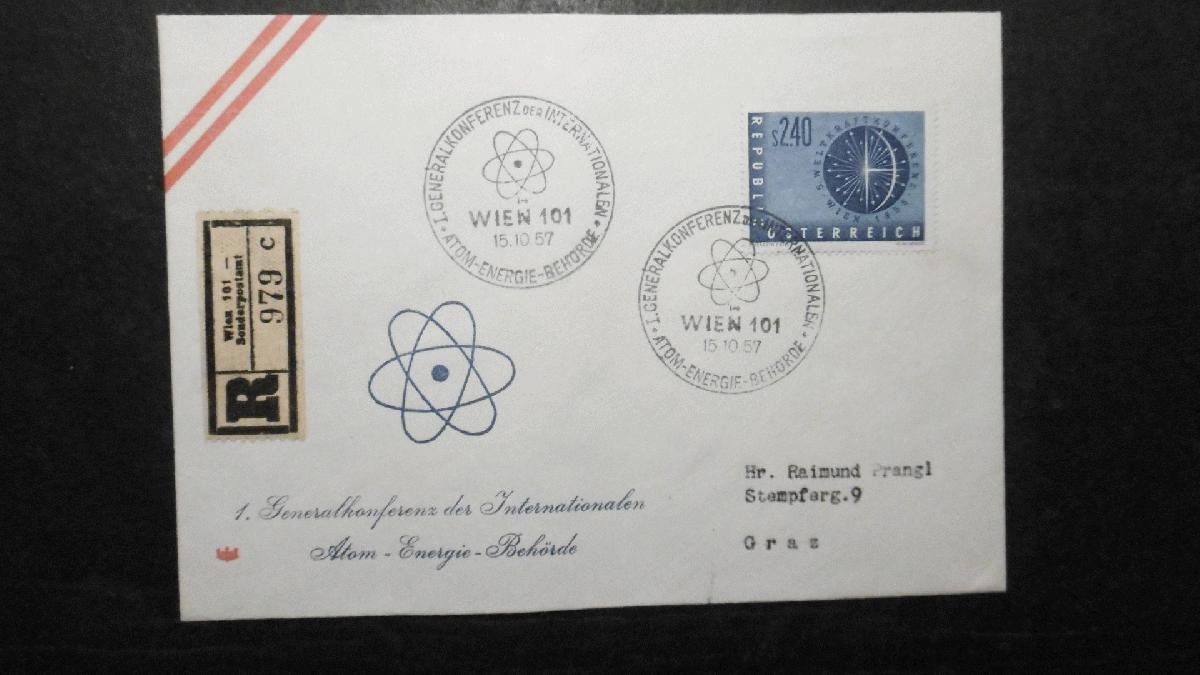 I. GENERALKONFERENZ DER INTERNATIONALEN
WIEN 101
15.10.57
ATOM-ENERGIE-BEHÖRDE
S2.40
REPUBLIK
ÖSTERREICH
5. WELTKRAFTKONFERENZ
WIEN 1956
I. GENERALKONFERENZ DER INTERNATIONALEN
WIEN 101
15.10.57
ATOM-ENERGIE-BEHÖRDE
Wien 101 –
Sonderpostamt
979 c
R
1. Generalkonferenz der Internationalen
Atom - Energie - Behörde
Hr. Raimund Prangl
Stempferg.9
Graz